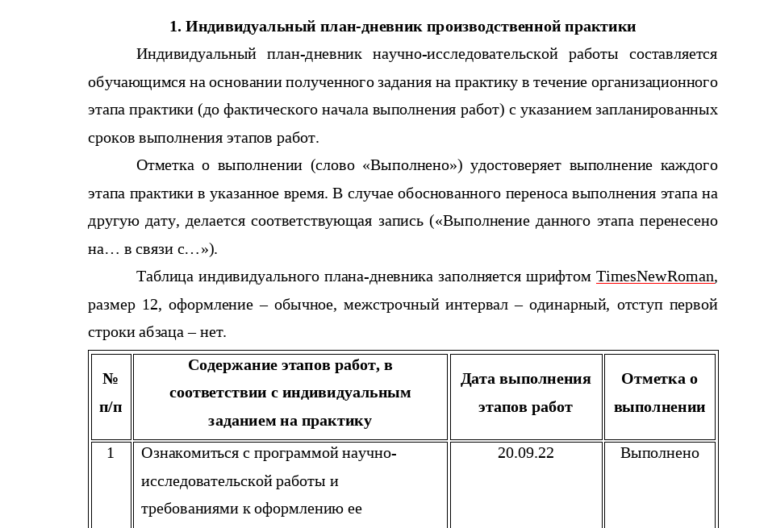 1. Индивидуальный план-дневник производственной практики
Индивидуальный план-дневник научно-исследовательской работы составляется
обучающимся на основании полученного задания на практику в течение организационного
этапа практики (до фактического начала выполнения работ) с указанием запланированных
сроков выполнения этапов работ.
Отметка о выполнении (слово «Выполнено») удостоверяет выполнение каждого
этапа практики в указанное время. В случае обоснованного переноса выполнения этапа на
другую дату, делается соответствующая запись («Выполнение данного этапа перенесено
на… в связи с…»).
Таблица индивидуального плана-дневника заполняется шрифтом TimesNewRoman,
размер 12, оформление – обычное, межстрочный интервал – одинарный, отступ первой
строки абзаца – нет.
№
п/п
Содержание этапов работ, в
соответствии с индивидуальным
заданием на практику
Дата выполнения
этапов работ
Отметка о
выполнении
1
Ознакомиться с программой научно-
исследовательской работы и
требованиями к оформлению ее
20.09.22
Выполнено